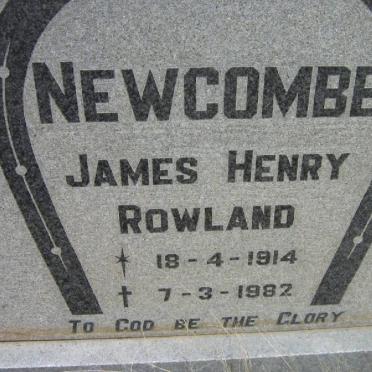 NEWCOMBE
JAMES HENRY
ROWLAND
* 18-4-1914
† 7-3-1982
TO GOD BE THE GLORY